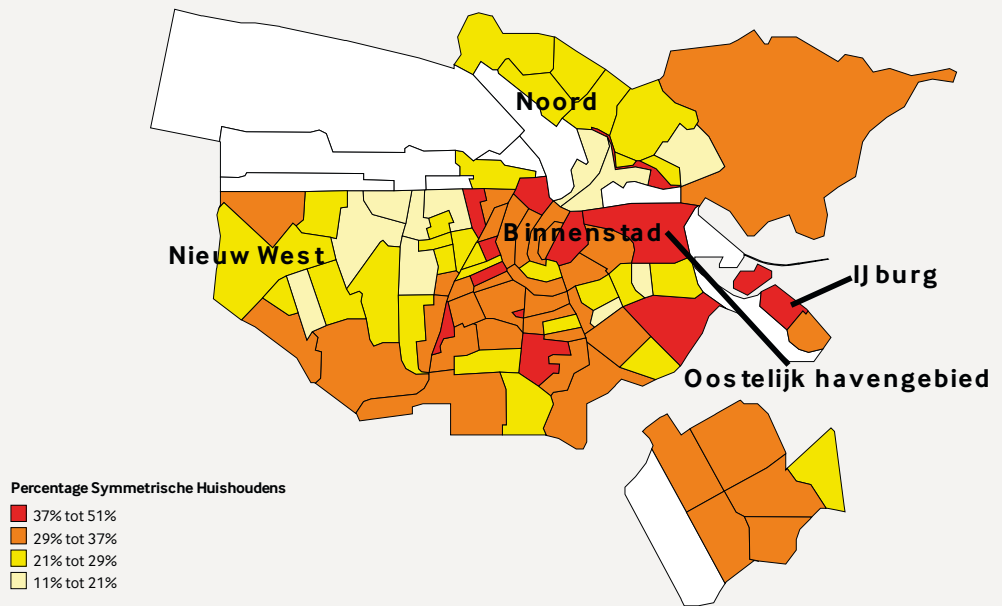 Noord
Binnenstad
Nieuw West
IJburg
Oostelijk havengebied
Percentage Symmetrische Huishoudens
37% tot 51%
29% tot 37%
21% tot 29%
11% tot 21%